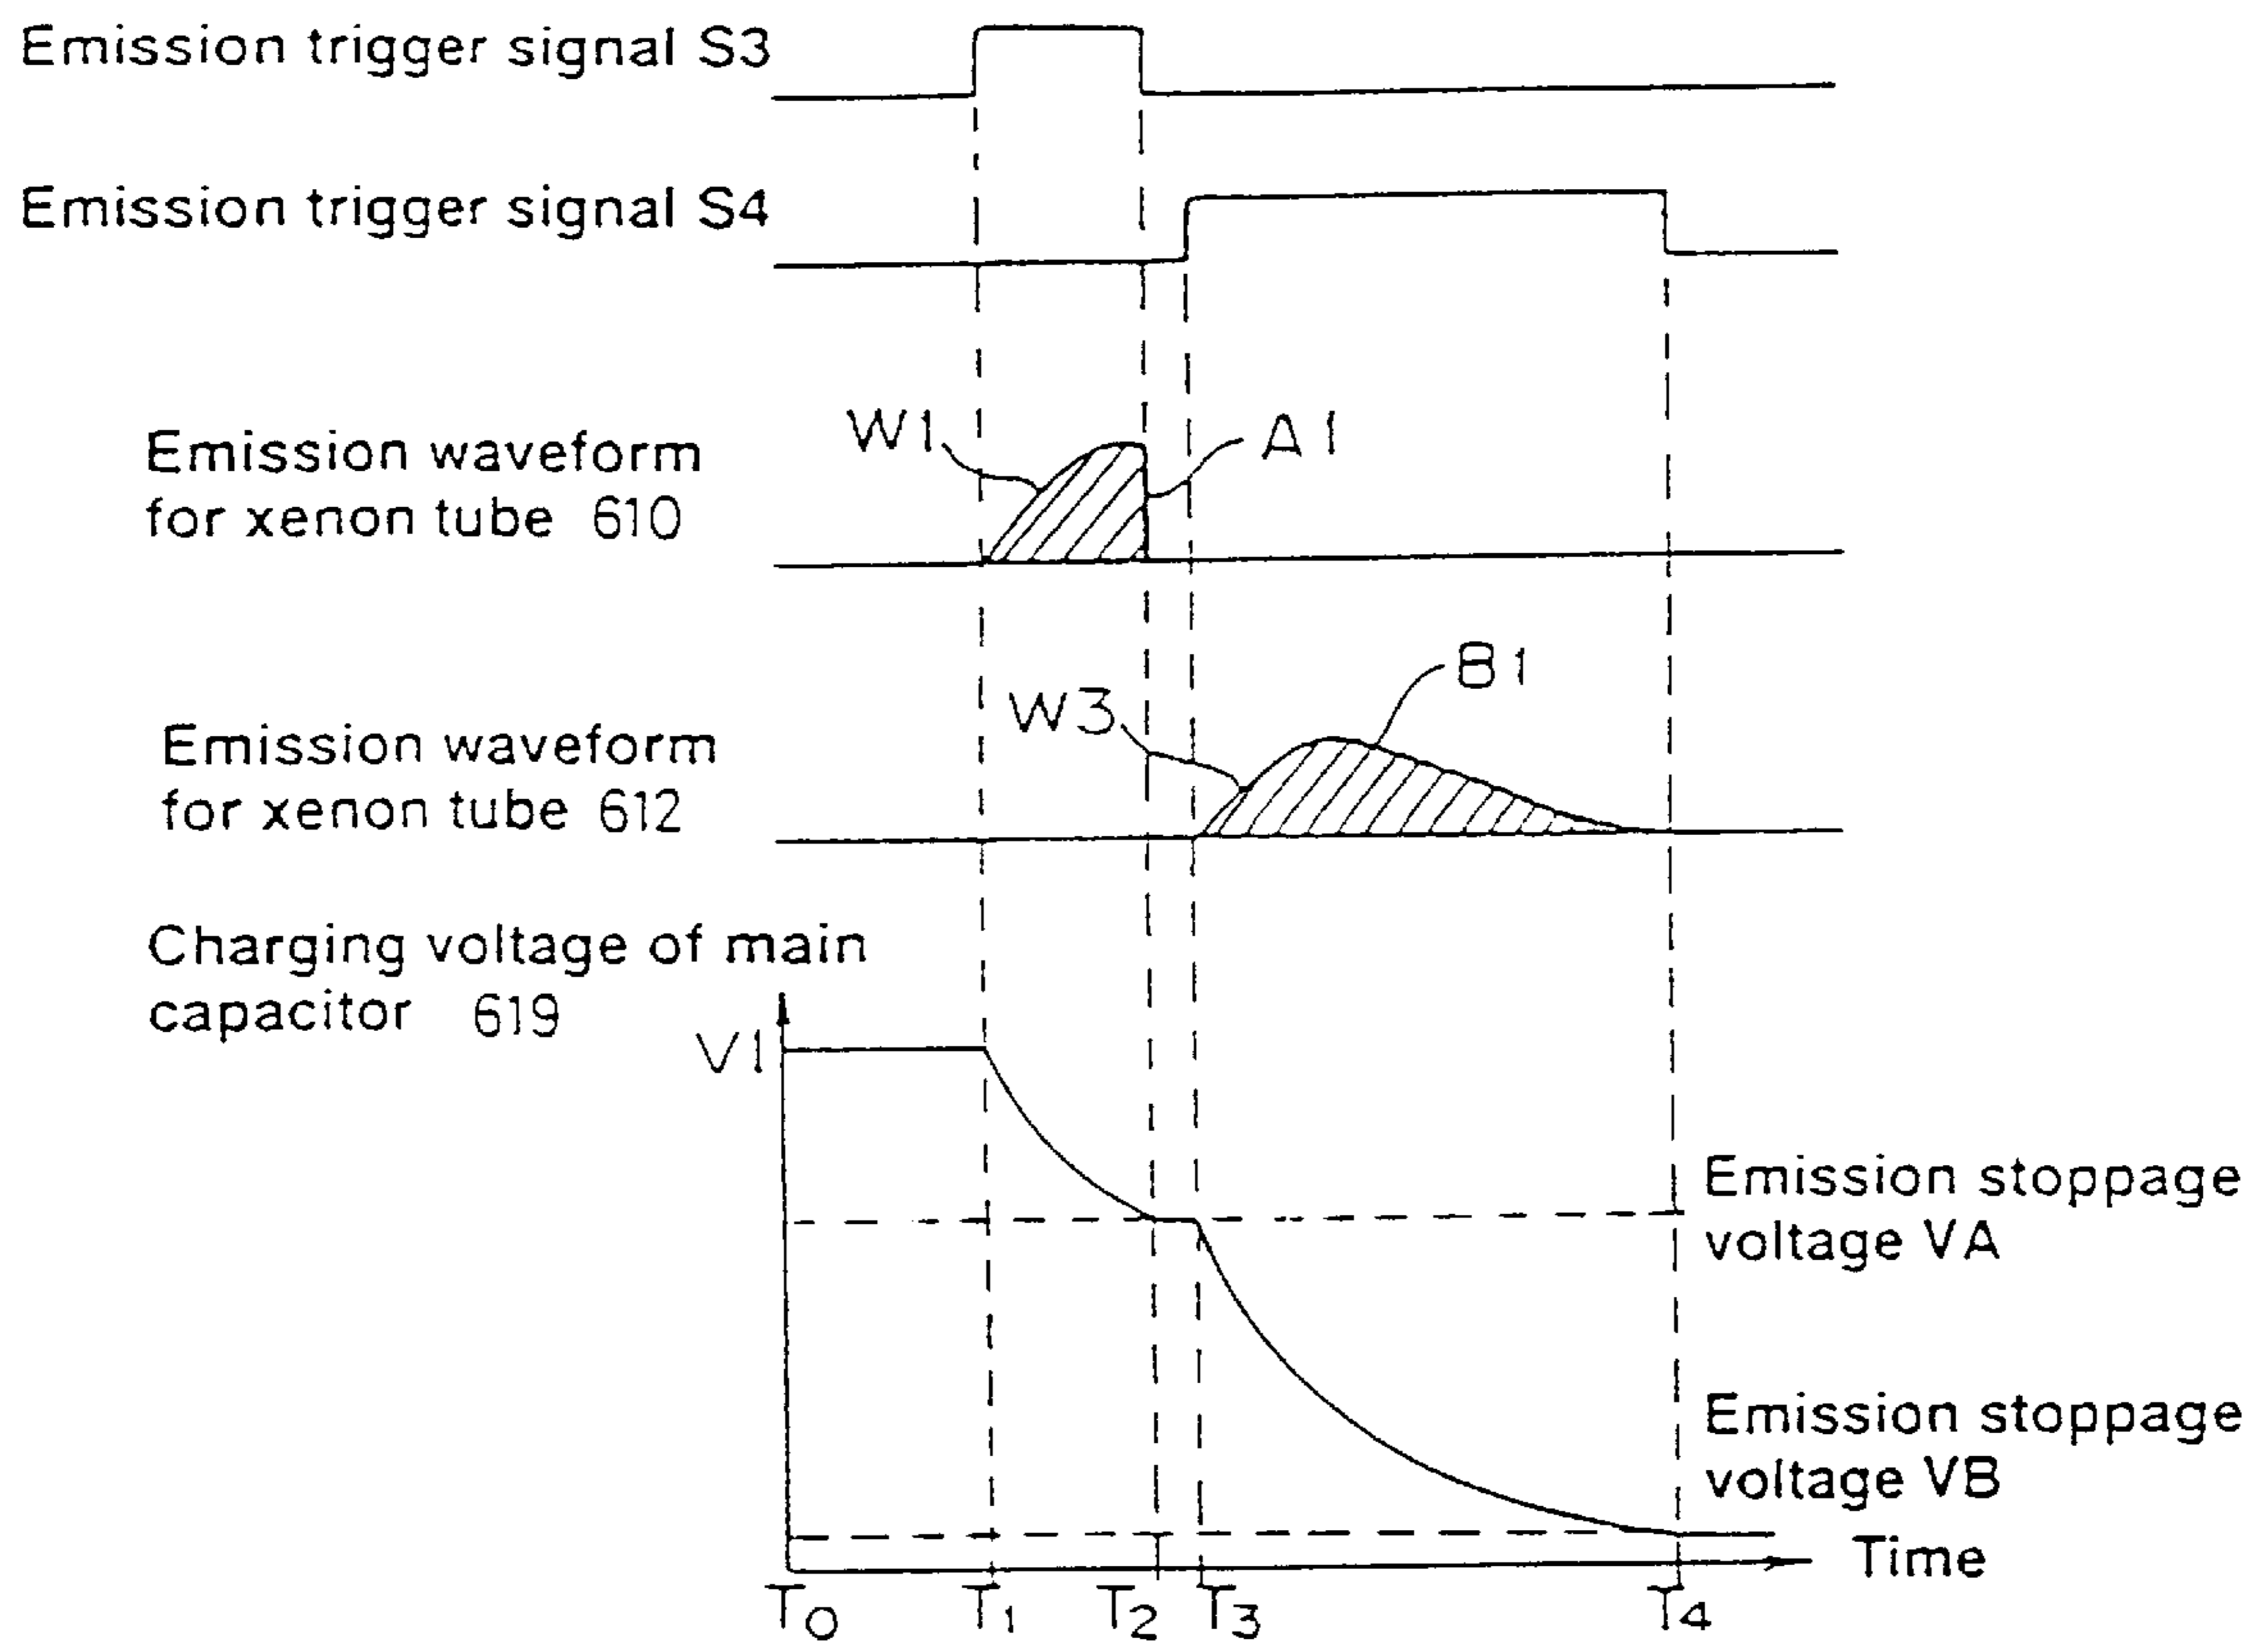 Emission trigger signal S3
Emission trigger signal S4
W1
A1
Emission waveform
for xenon tube 610
W3
B1
Emission waveform
for xenon tube 612
Charging voltage of main
capacitor 619
V1
Emission stoppage
voltage VA
Emission stoppage
voltage VB
Time
T0 T1 T2 T3 T4